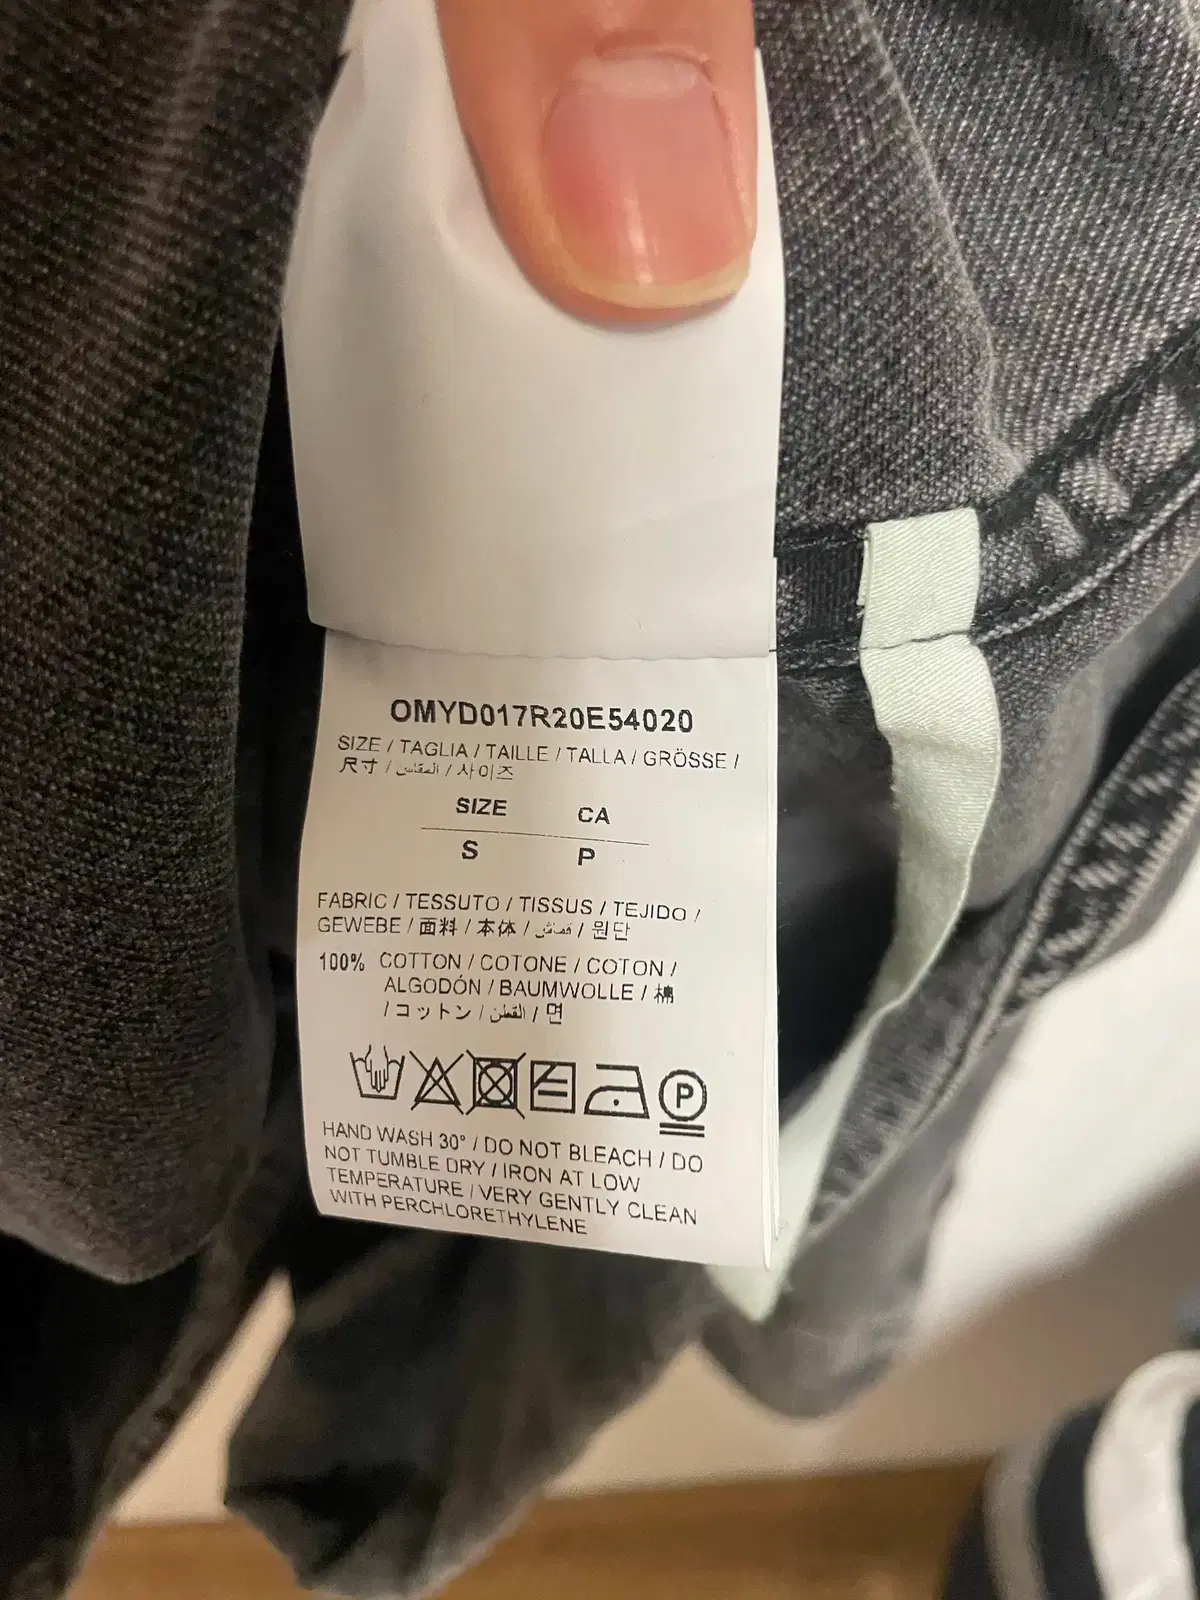 OMYD017R20E54020
SIZE / TAGLIA / TAILLE / TALLA / GRÖSSE /
尺寸 / المقاس / 사이즈
SIZE CA
S P
FABRIC / TESSUTO / TISSUS / TEJIDO /
GEWEBE / 面料 / 本体 / قماش / 원단
100% COTTON / COTONE / COTON /
ALGODÓN / BAUMWOLLE / 棉
/ コットン / القطن / 면
P
HAND WASH 30° / DO NOT BLEACH / DO
NOT TUMBLE DRY / IRON AT LOW
TEMPERATURE / VERY GENTLY CLEAN
WITH PERCHLORETHYLENE